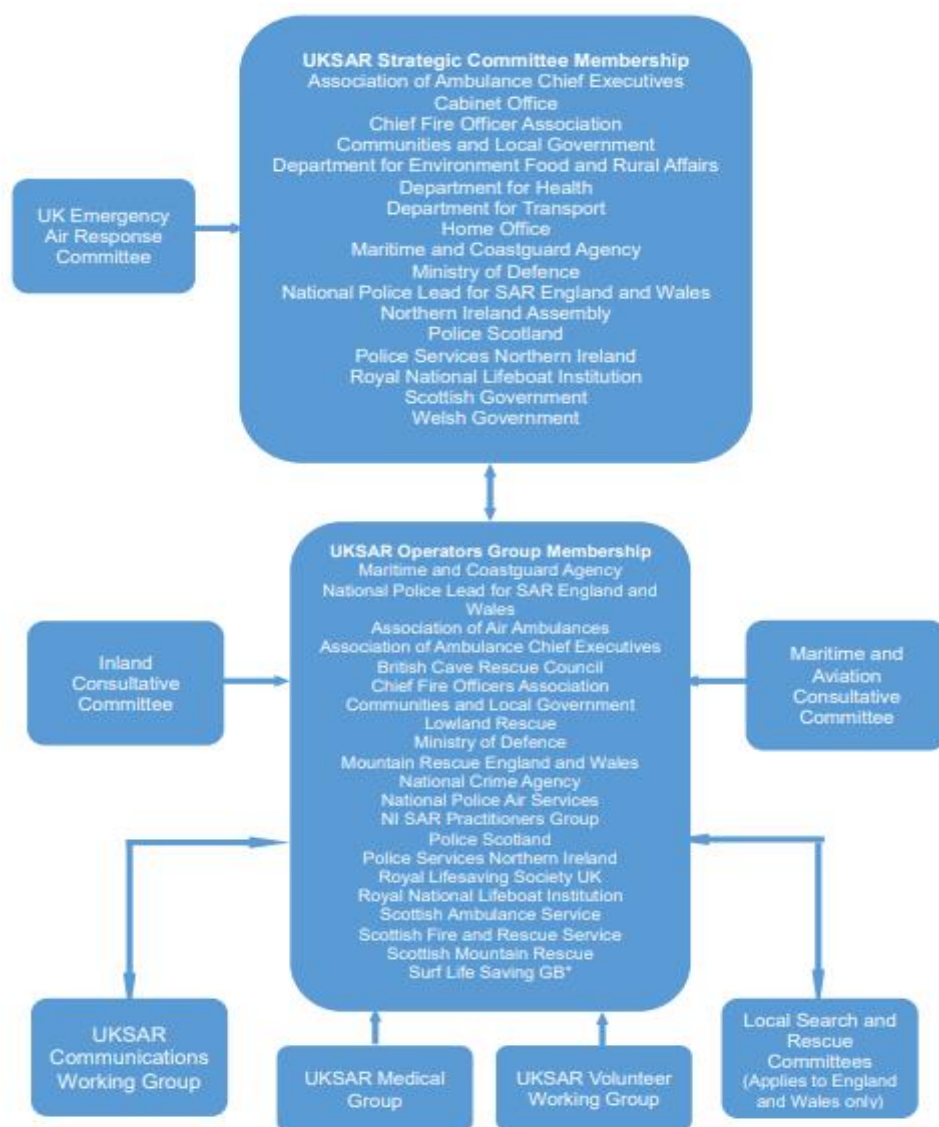 UKSAR Strategic Committee Membership
Association of Ambulance Chief Executives
Cabinet Office
Chief Fire Officer Association
Communities and Local Government
Department for Environment Food and Rural Affairs
Department for Health
Department for Transport
Home Office
Maritime and Coastguard Agency
Ministry of Defence
National Police Lead for SAR England and Wales
Northern Ireland Assembly
Police Scotland
Police Services Northern Ireland
Royal National Lifeboat Institution
Scottish Government
Welsh Government
UK Emergency
Air Response
Committee
UKSAR Operators Group Membership
Maritime and Coastguard Agency
National Police Lead for SAR England and
Wales
Association of Air Ambulances
Association of Ambulance Chief Executives
British Cave Rescue Council
Chief Fire Officers Association
Communities and Local Government
Lowland Rescue
Ministry of Defence
Mountain Rescue England and Wales
National Crime Agency
National Police Air Services
NI SAR Practitioners Group
Police Scotland
Police Services Northern Ireland
Royal Lifesaving Society UK
Royal National Lifeboat Institution
Scottish Ambulance Service
Scottish Fire and Rescue Service
Scottish Mountain Rescue
Surf Life Saving GB*
Inland
Consultative
Committee
Maritime and
Aviation
Consultative
Committee
UKSAR
Communications
Working Group
UKSAR Medical
Group
UKSAR Volunteer
Working Group
Local Search and
Rescue
Committees
(Applies to England
and Wales only)